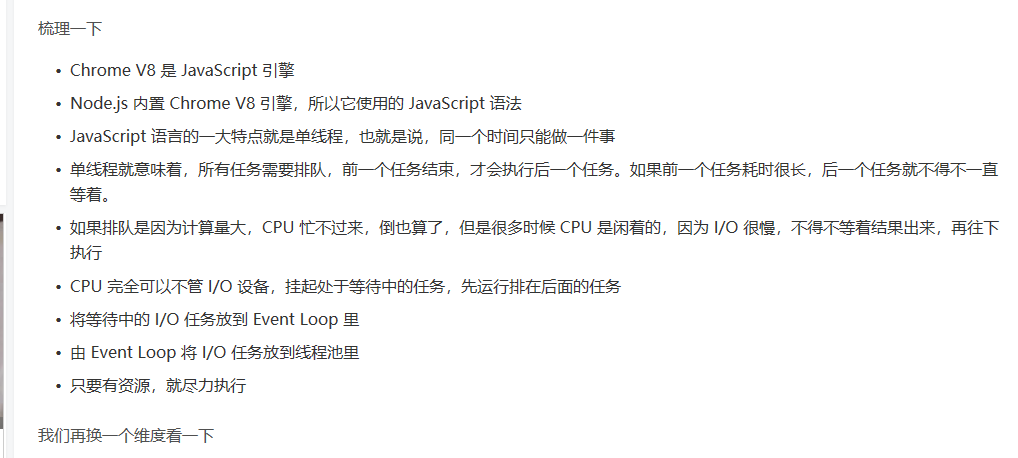 梳理一下
• Chrome V8 是 JavaScript 引擎
• Node.js 内置 Chrome V8 引擎，所以它使用的 JavaScript 语法
• JavaScript 语言的一大特点就是单线程，也就是说，同一个时间只能做一件事
• 单线程就意味着，所有任务需要排队，前一个任务结束，才会执行后一个任务。如果前一个任务耗时很长，后一个任务就不得不一直
等着。
• 如果排队是因为计算量大，CPU 忙不过来，倒也算了，但是很多时候 CPU 是闲着的，因为 I/O 很慢，不得不等着结果出来，再往下
执行
• CPU 完全可以不管 I/O 设备，挂起处于等待中的任务，先运行排在后面的任务
• 将等待中的 I/O 任务放到 Event Loop 里
• 由 Event Loop 将 I/O 任务放到线程池里
• 只要有资源，就尽力执行
我们再换一个维度看一下